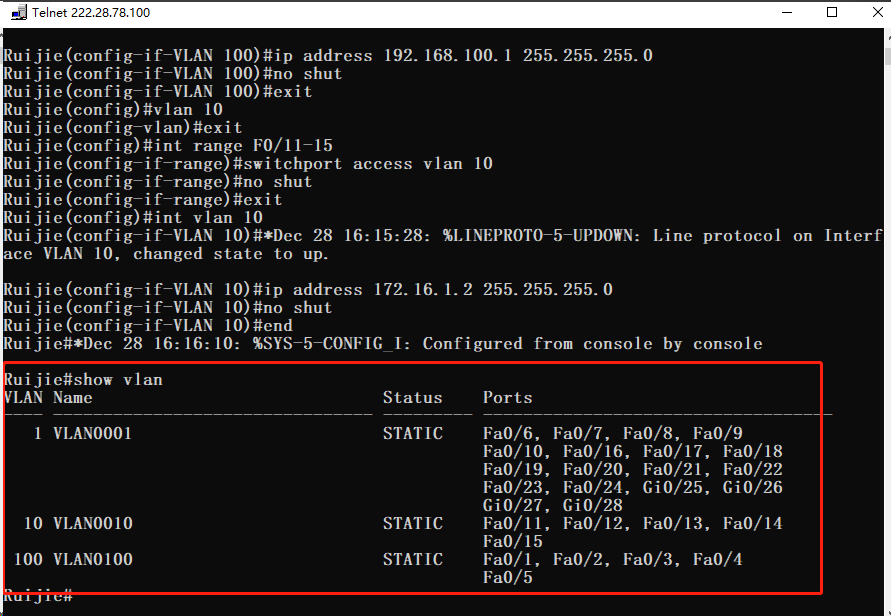 Telnet 222.28.78.100
Ruijie(config-if-VLAN 100)#ip address 192.168.100.1 255.255.255.0
Ruijie(config-if-VLAN 100)#no shut
Ruijie(config-if-VLAN 100)#exit
Ruijie(config)#vlan 10
Ruijie(config-vlan)#exit
Ruijie(config)#int range F0/11-15
Ruijie(config-if-range)#switchport access vlan 10
Ruijie(config-if-range)#no shut
Ruijie(config-if-range)#exit
Ruijie(config)#int vlan 10
Ruijie(config-if-VLAN 10)#*Dec 28 16:15:28: %LINEPROTO-5-UPDOWN: Line protocol on Interf
ace VLAN 10, changed state to up.
Ruijie(config-if-VLAN 10)#ip address 172.16.1.2 255.255.255.0
Ruijie(config-if-VLAN 10)#no shut
Ruijie(config-if-VLAN 10)#end
Ruijie#*Dec 28 16:16:10: %SYS-5-CONFIG_I: Configured from console by console
Ruijie#show vlan
VLAN Name Status Ports
---- -------------------------------- --------- -----------------------------------
1 VLAN0001 STATIC Fa0/6, Fa0/7, Fa0/8, Fa0/9
Fa0/10, Fa0/16, Fa0/17, Fa0/18
Fa0/19, Fa0/20, Fa0/21, Fa0/22
Fa0/23, Fa0/24, Gi0/25, Gi0/26
Gi0/27, Gi0/28
10 VLAN0010 STATIC Fa0/11, Fa0/12, Fa0/13, Fa0/14
Fa0/15
100 VLAN0100 STATIC Fa0/1, Fa0/2, Fa0/3, Fa0/4
Fa0/5
Ruijie#